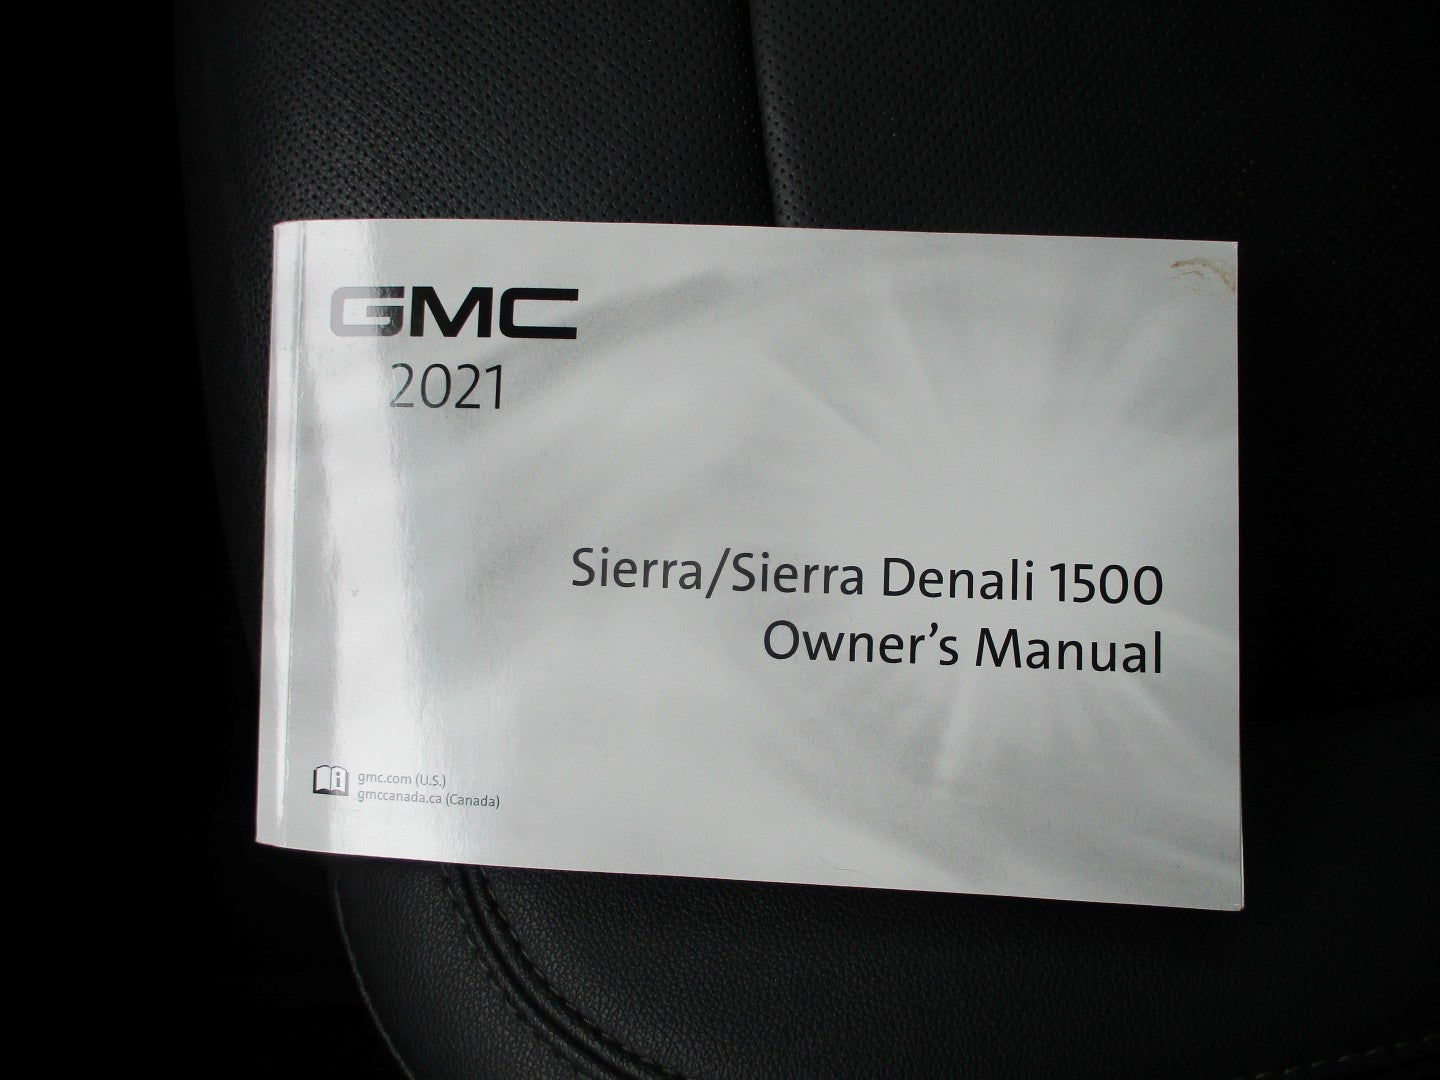 GMC
2021
Sierra/Sierra Denali 1500
Owner's Manual
gmc.com (U.S.)
gmccanada.ca (Canada)